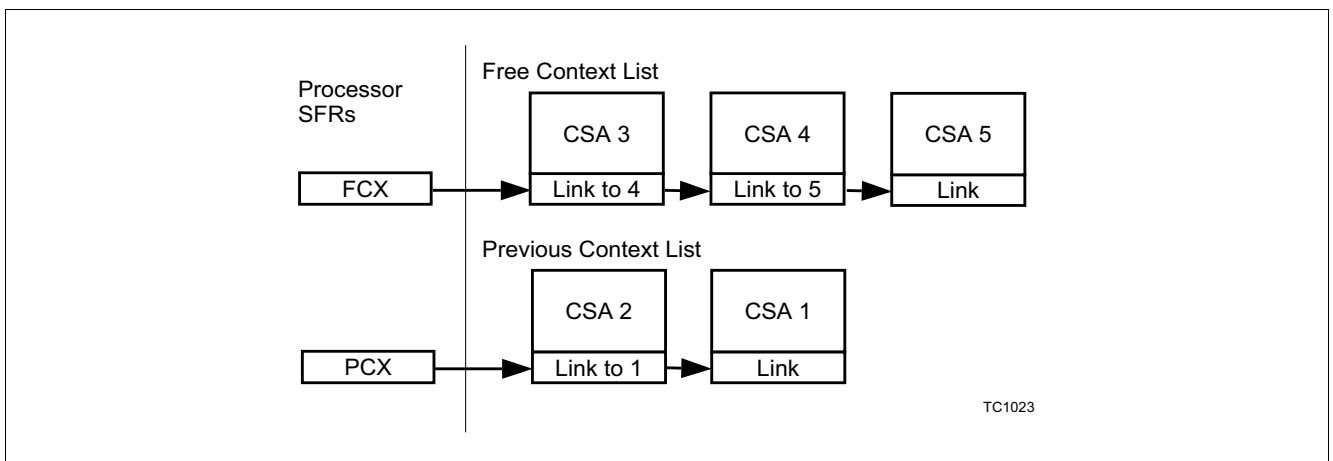 Processor
SFRs
Free Context List
CSA 3
CSA 4
CSA 5
FCX
Link to 4
Link to 5
Link
Previous Context List
CSA 2
CSA 1
PCX
Link to 1
Link
TC1023